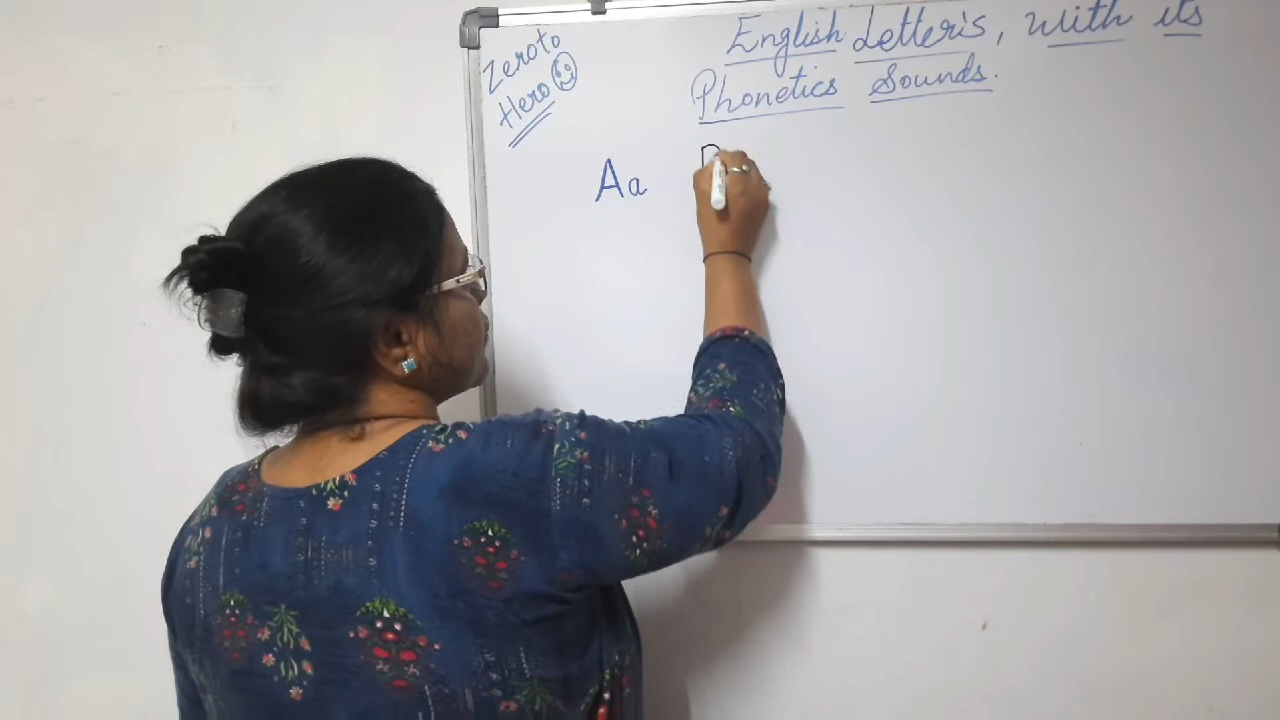 Zero to
Hero
English Letter's, with its
Phonetics Sounds.
Aa